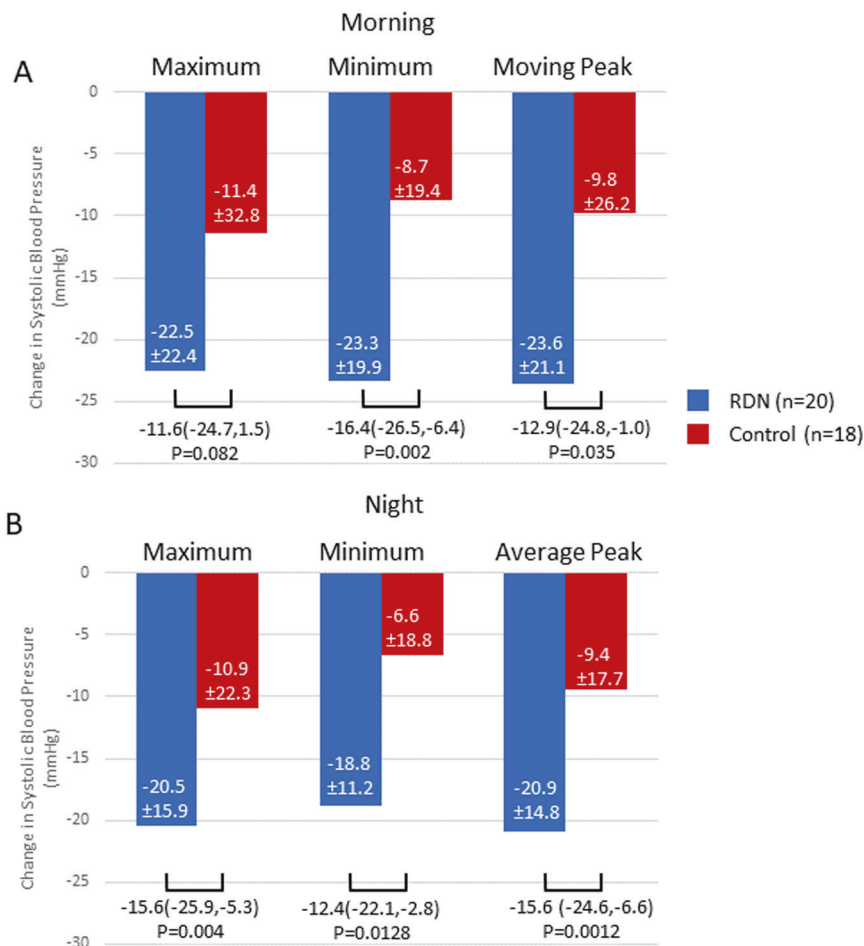 Morning
A
Maximum Minimum Moving Peak
Change in Systolic Blood Pressure
(mmHg)
0
-5
-10
-15
-20
-25
-30
-22.5
±22.4
-11.4
±32.8
-23.3
±19.9
-8.7
±19.4
-23.6
±21.1
-9.8
±26.2
-11.6(-24.7,1.5)
P=0.082
-16.4(-26.5,-6.4)
P=0.002
-12.9(-24.8,-1.0)
P=0.035
RDN (n=20)
Control (n=18)
Night
B
Maximum Minimum Average Peak
Change in Systolic Blood Pressure
(mmHg)
0
-5
-10
-15
-20
-25
-30
-20.5
±15.9
-10.9
±22.3
-18.8
±11.2
-6.6
±18.8
-20.9
±14.8
-9.4
±17.7
-15.6(-25.9,-5.3)
P=0.004
-12.4(-22.1,-2.8)
P=0.0128
-15.6 (-24.6,-6.6)
P=0.0012